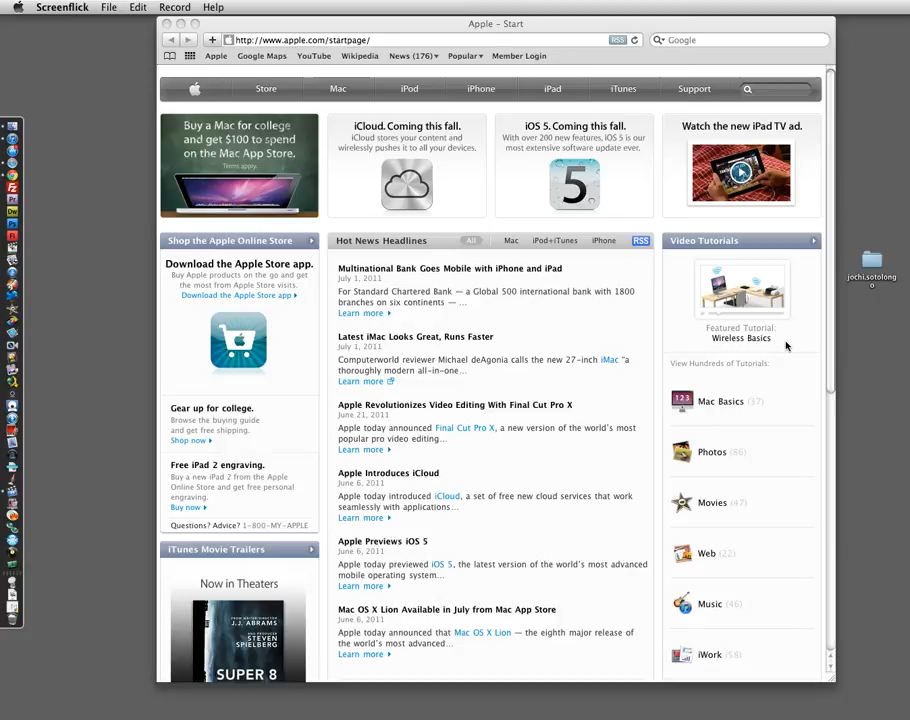 Screenflick File Edit Record Help
Apple - Start
http://www.apple.com/startpage/ RSS Google
Apple Google Maps YouTube Wikipedia News (176) Popular Member Login
Store Mac iPod iPhone iPad iTunes Support
Buy a Mac for college
and get $100 to spend
on the Mac App Store.
Terms apply.
iCloud. Coming this fall.
iCloud stores your content and
wirelessly pushes it to all your devices.
iOS 5. Coming this fall.
With over 200 new features, iOS 5 is our
most extensive software update ever.
5
Watch the new iPad TV ad.
Shop the Apple Online Store
Download the Apple Store app.
Buy Apple products on the go and get
the most from Apple Store visits.
Download the Apple Store app
Gear up for college.
Browse the buying guide
and get free shipping.
Shop now
Free iPad 2 engraving.
Buy a new iPad 2 from the Apple
Online Store and get free personal
engraving.
Buy now
Questions? Advice? 1-800-MY-APPLE
iTunes Movie Trailers
Now in Theaters
WRITTEN AND DIRECTED BY
J.J. ABRAMS
PRODUCED BY
STEVEN
SPIELBERG
SUPER 8
Hot News Headlines All Mac iPod+iTunes iPhone RSS
Multinational Bank Goes Mobile with iPhone and iPad
July 1, 2011
For Standard Chartered Bank — a Global 500 international bank with 1800
branches on six continents — ...
Learn more
Latest iMac Looks Great, Runs Faster
July 1, 2011
Computerworld reviewer Michael deAgonia calls the new 27-inch iMac “a
thoroughly modern all-in-one...
Learn more
Apple Revolutionizes Video Editing With Final Cut Pro X
June 21, 2011
Apple today announced Final Cut Pro X, a new version of the world’s most
popular pro video editing...
Learn more
Apple Introduces iCloud
June 6, 2011
Apple today introduced iCloud, a set of free new cloud services that work
seamlessly with applications...
Learn more
Apple Previews iOS 5
June 6, 2011
Apple today previewed iOS 5, the latest version of the world’s most advanced
mobile operating system...
Learn more
Mac OS X Lion Available in July from Mac App Store
June 6, 2011
Apple today announced that Mac OS X Lion — the eighth major release of
the world’s most advanced...
Learn more
Video Tutorials
Featured Tutorial:
Wireless Basics
View Hundreds of Tutorials:
123
Mac Basics (37)
Photos (86)
Movies (47)
Web (22)
Music (46)
iWork (58)
jochi.sotolong
o